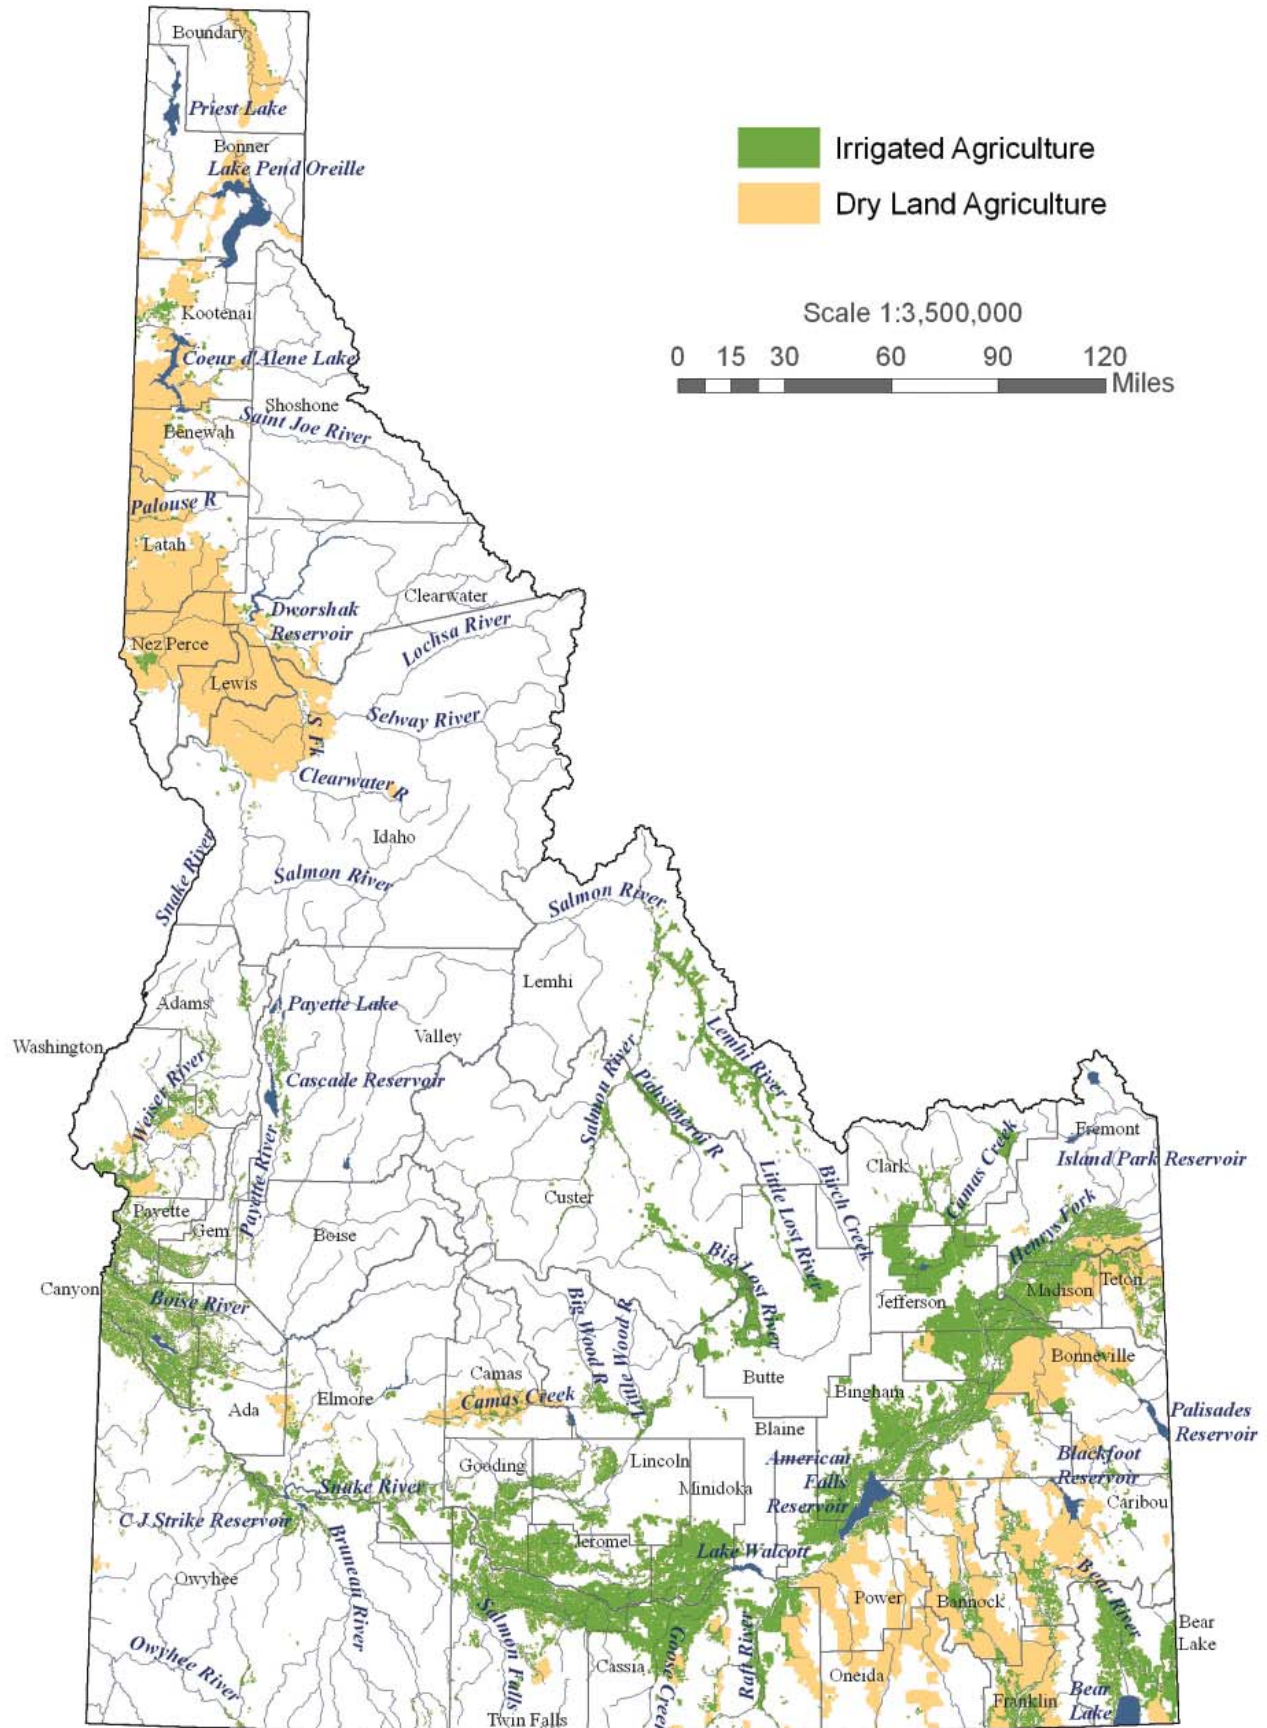 Boundary
Priest Lake
Bonner
Lake Pend Oreille
Irrigated Agriculture
Dry Land Agriculture
Scale 1:3,500,000
0 15 30 60 90 120
Miles
Kootenai
Coeur d'Alene Lake
Shoshone
Saint Joe River
Benewah
Palouse R
Latah
Clearwater
Dworshak
Reservoir
Lochsa River
Nez Perce
Lewis
Selway River
S Fk
Clearwater R
Idaho
Snake River
Salmon River
Salmon River
Lemhi
Adams
Payette Lake
Valley
Washington
Lemhi River
Weiser River
Cascade Reservoir
Salmon River
Pahsimeroi R
Fremont
Island Park Reservoir
Camas Creek
Clark
Payette River
Little Lost River
Birch Creek
Custer
Payette
Gem
Boise
Henrys Fork
Big Lost River
Canyon
Boise River
Teton
Madison
Jefferson
Big Wood R
Little Wood R
Bonneville
Camas
Butte
Bingham
Elmore
Camas Creek
Ada
Palisades
Reservoir
Blaine
American
Falls
Reservoir
Blackfoot
Reservoir
Gooding
Lincoln
Minidoka
Snake River
Caribou
C J Strike Reservoir
Jerome
Lake Walcott
Bruneau River
Owyhee
Bear River
Power
Bannock
Bear
Lake
Salmon Falls
Goose Creek
Raft River
Owyhee River
Cassia
Oneida
Franklin
Bear
Lake
Twin Falls